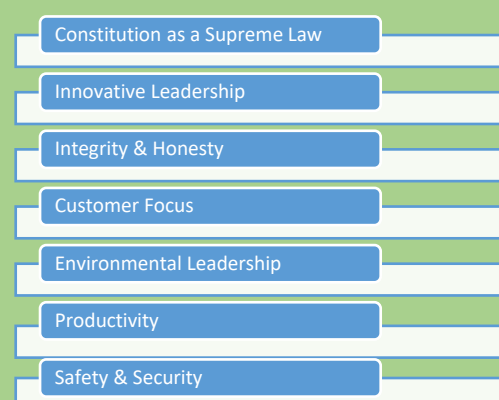 Constitution as a Supreme Law
Innovative Leadership
Integrity & Honesty
Customer Focus
Environmental Leadership
Productivity
Safety & Security